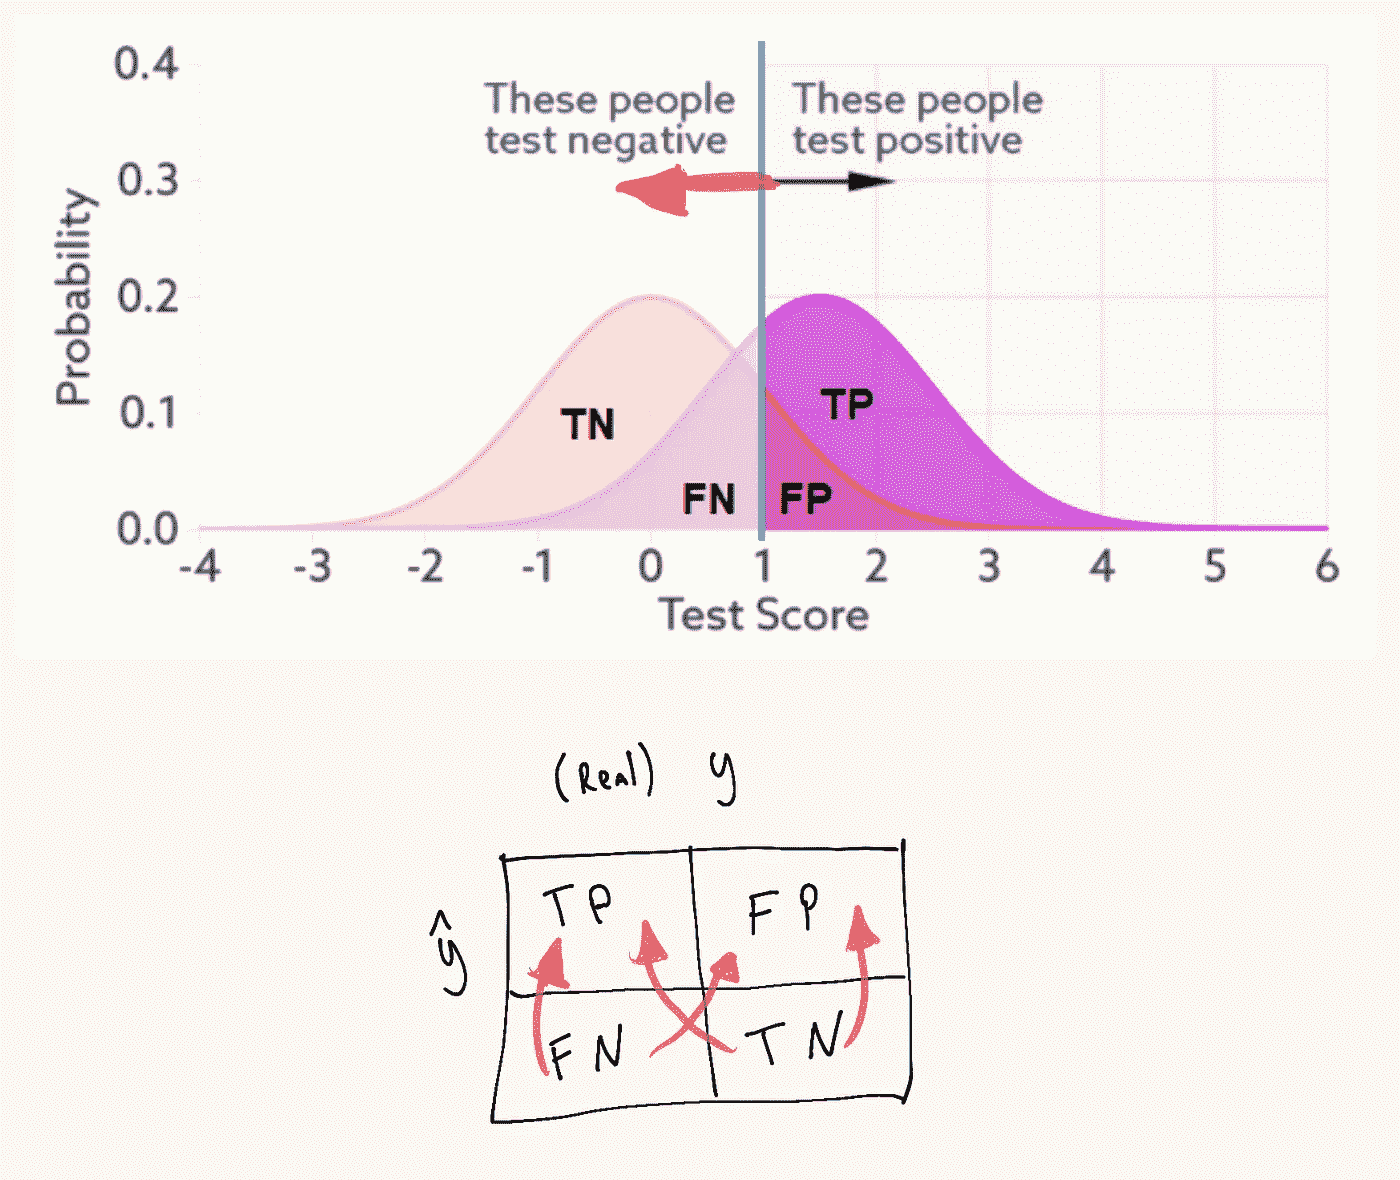 0.4
These people
test negative
These people
test positive
0.3
Probability
0.2
0.1
TN
TP
FN
FP
0.0
-4 -3 -2 -1 0 1 2 3 4 5 6
Test Score
(Real) y
ŷ
TP FP
FN TN